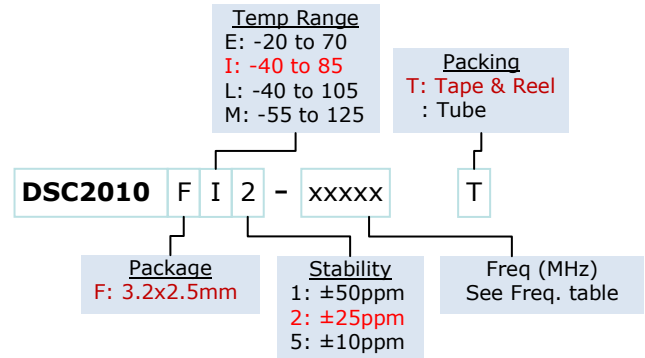 Temp Range
E: -20 to 70
I: -40 to 85
L: -40 to 105
M: -55 to 125
Packing
T: Tape & Reel
: Tube
DSC2010 F I 2 - xxxxx T
Package
F: 3.2x2.5mm
Stability
1: ±50ppm
2: ±25ppm
5: ±10ppm
Freq (MHz)
See Freq. table